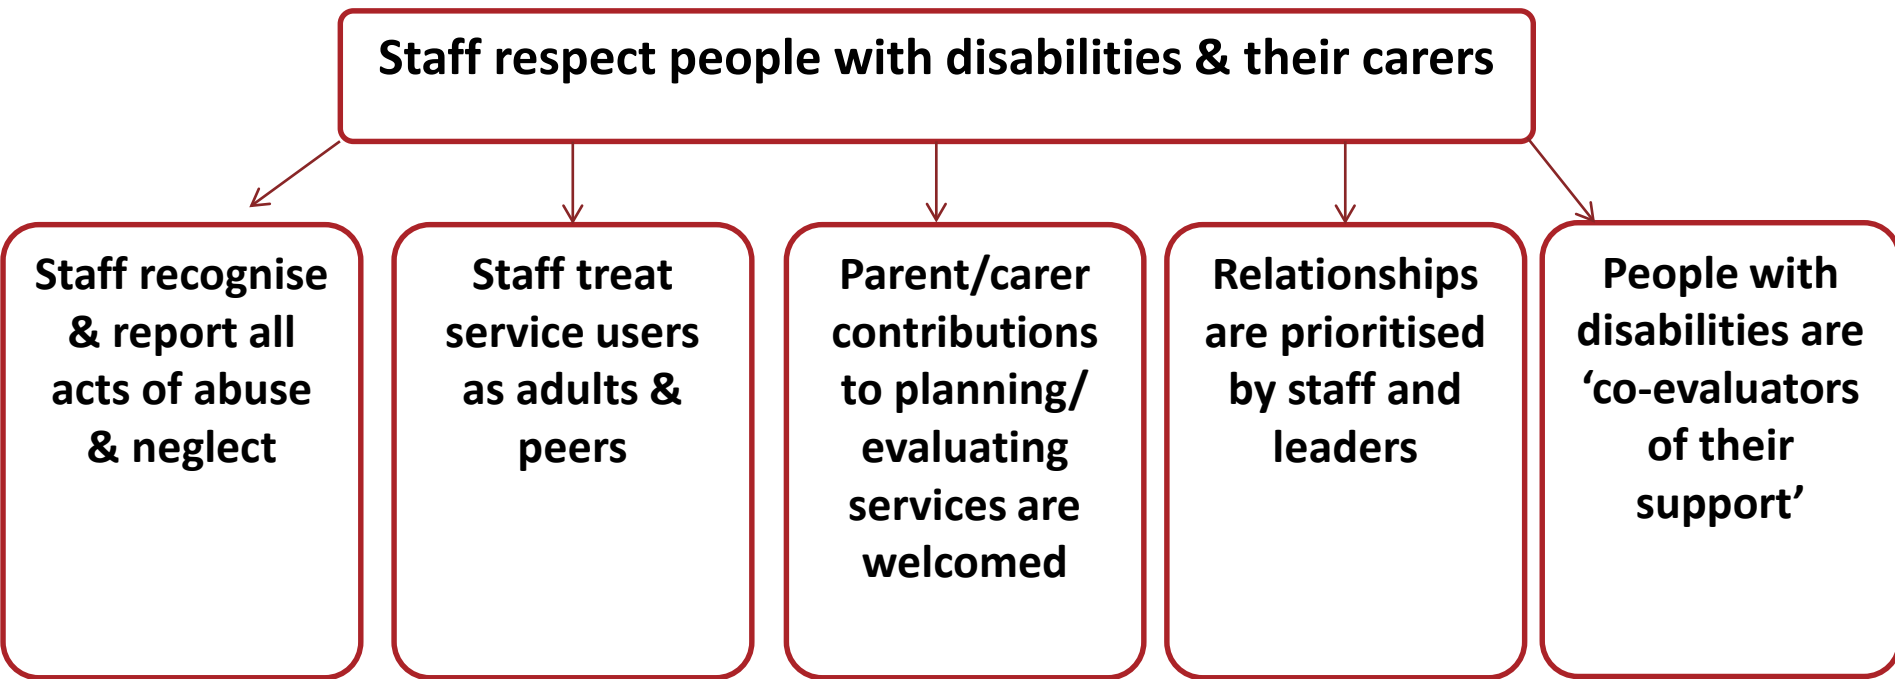 Staff respect people with disabilities & their carers
Staff recognise
& report all
acts of abuse
& neglect
Staff treat
service users
as adults &
peers
Parent/carer
contributions
to planning/
evaluating
services are
welcomed
Relationships
are prioritised
by staff and
leaders
People with
disabilities are
‘co-evaluators
of their
support’